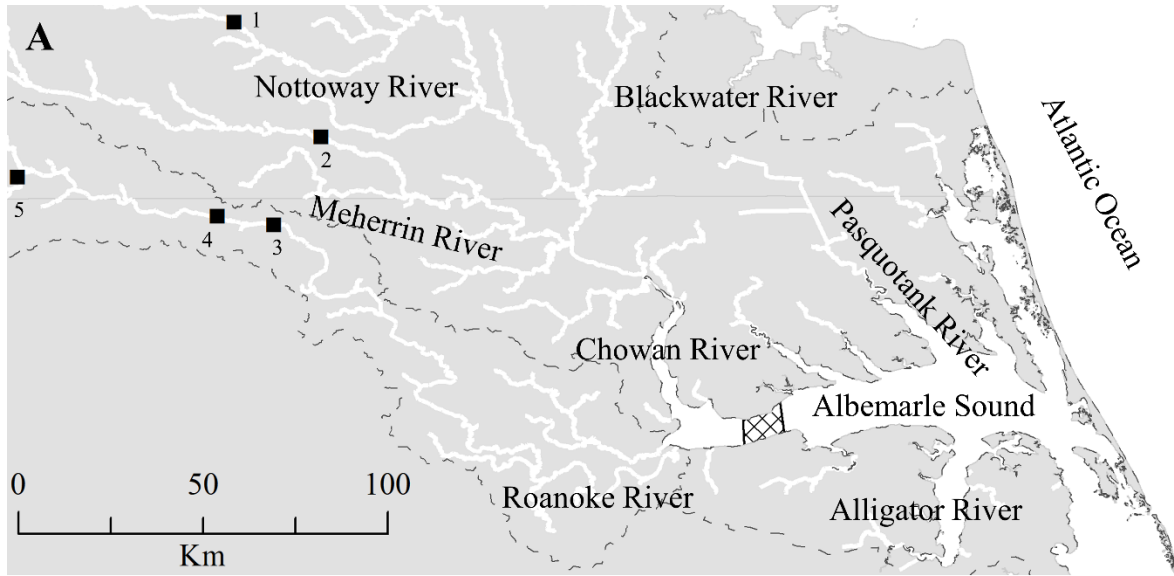 A
1
Nottoway River
Blackwater River
Atlantic Ocean
2
5
Meherrin River
4
3
Pasquotank River
Chowan River
Albemarle Sound
0 50 100
Roanoke River
Alligator River
Km